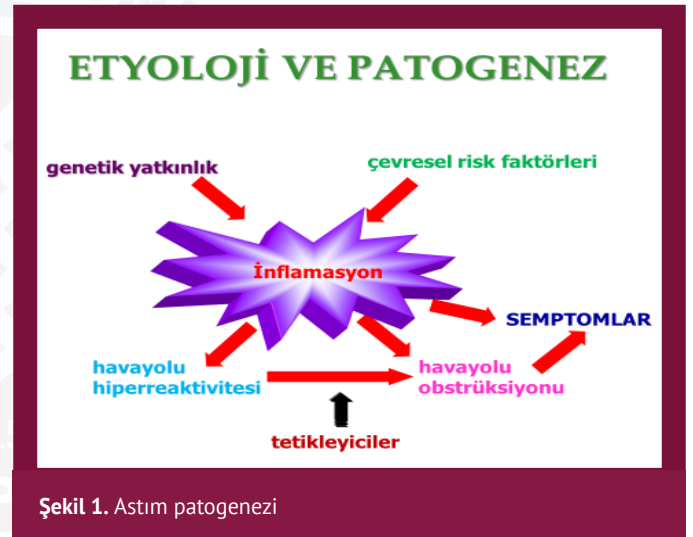 ETYOLOJİ VE PATOGENEZ
genetik yatkınlık
çevresel risk faktörleri
İnflamasyon
SEMPTOMLAR
havayolu
hiperreaktivitesi
havayolu
obstrüksiyonu
tetikleyiciler
Şekil 1. Astım patogenezi